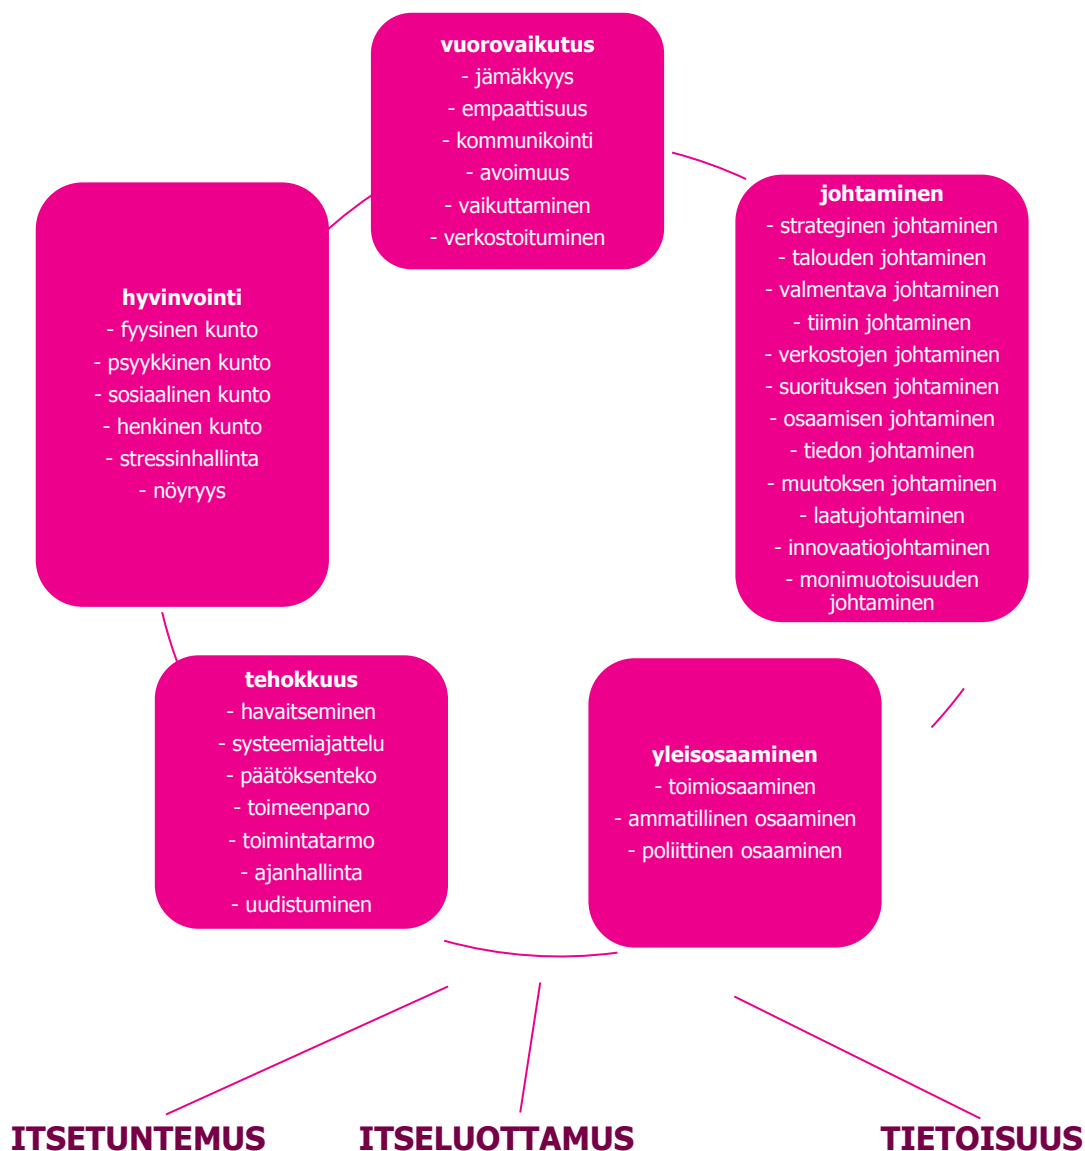 vuorovaikutus
- jämäkkyys
- empaattisuus
- kommunikointi
- avoimuus
- vaikuttaminen
- verkostoituminen
johtaminen
- strateginen johtaminen
- talouden johtaminen
- valmentava johtaminen
- tiimin johtaminen
- verkostojen johtaminen
- suorituksen johtaminen
- osaamisen johtaminen
- tiedon johtaminen
- muutoksen johtaminen
- laatujohtaminen
- innovaatiojohtaminen
- monimuotoisuuden
johtaminen
hyvinvointi
- fyysinen kunto
- psyykkinen kunto
- sosiaalinen kunto
- henkinen kunto
- stressinhallinta
- nöyryys
tehokkuus
- havaitseminen
- systeemiajattelu
- päätöksenteko
- toimeenpano
- toimintatarmo
- ajanhallinta
- uudistuminen
yleisosaaminen
- toimiosaaminen
- ammatillinen osaaminen
- poliittinen osaaminen
ITSETUNTEMUS
ITSELUOTTAMUS
TIETOISUUS